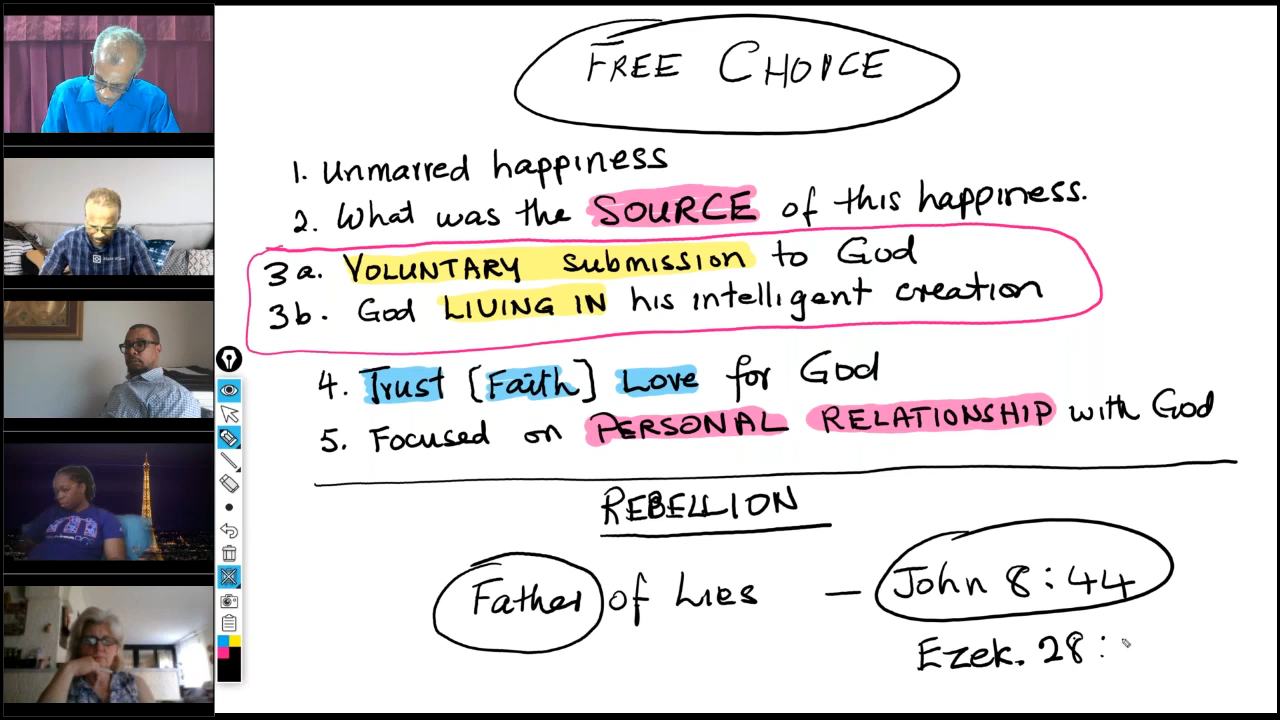 FREE CHOICE
1. Unmarred happiness
2. What was the SOURCE of this happiness.
3a. VOLUNTARY submission to God
3b. God LIVING IN his intelligent creation
4. Trust [Faith] Love for God
5. Focused on PERSONAL RELATIONSHIP with God
REBELLION
Father of Lies — John 8:44
Ezek. 28: